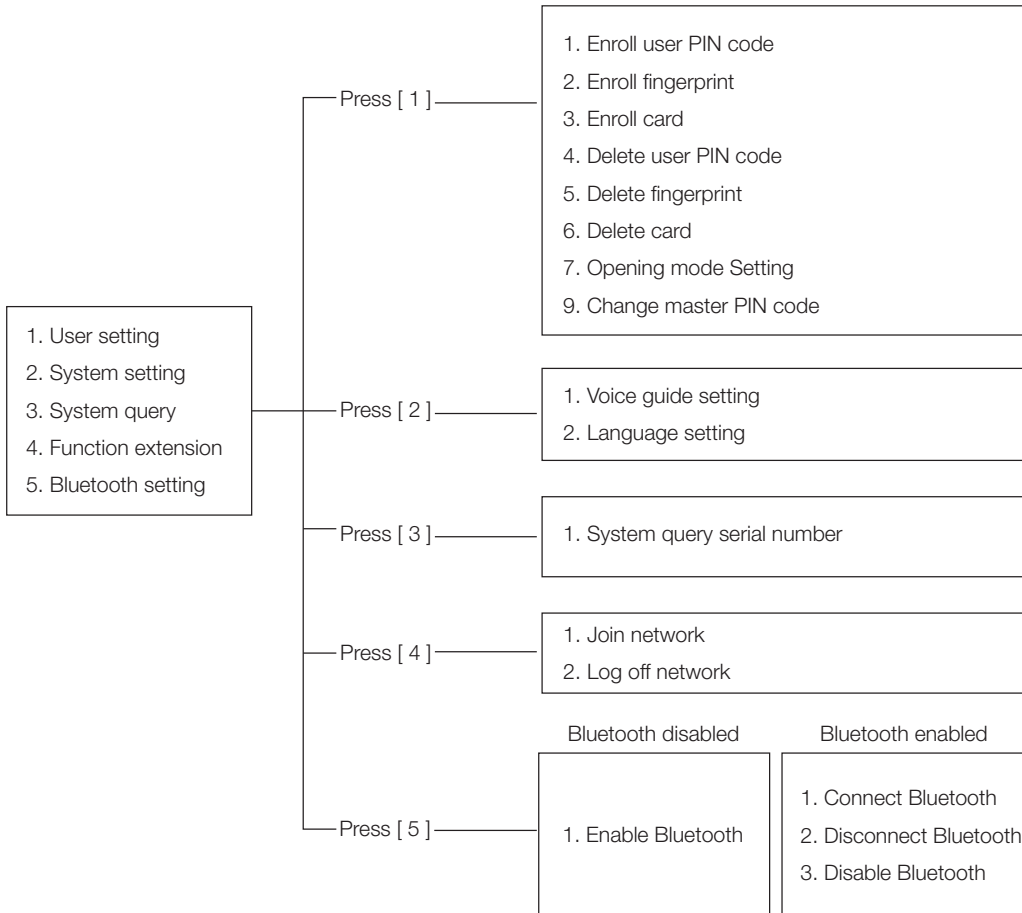 1. User setting
2. System setting
3. System query
4. Function extension
5. Bluetooth setting
Press [ 1 ]
1. Enroll user PIN code
2. Enroll fingerprint
3. Enroll card
4. Delete user PIN code
5. Delete fingerprint
6. Delete card
7. Opening mode Setting
9. Change master PIN code
Press [ 2 ]
1. Voice guide setting
2. Language setting
Press [ 3 ]
1. System query serial number
Press [ 4 ]
1. Join network
2. Log off network
Press [ 5 ]
Bluetooth disabled
1. Enable Bluetooth
Bluetooth enabled
1. Connect Bluetooth
2. Disconnect Bluetooth
3. Disable Bluetooth